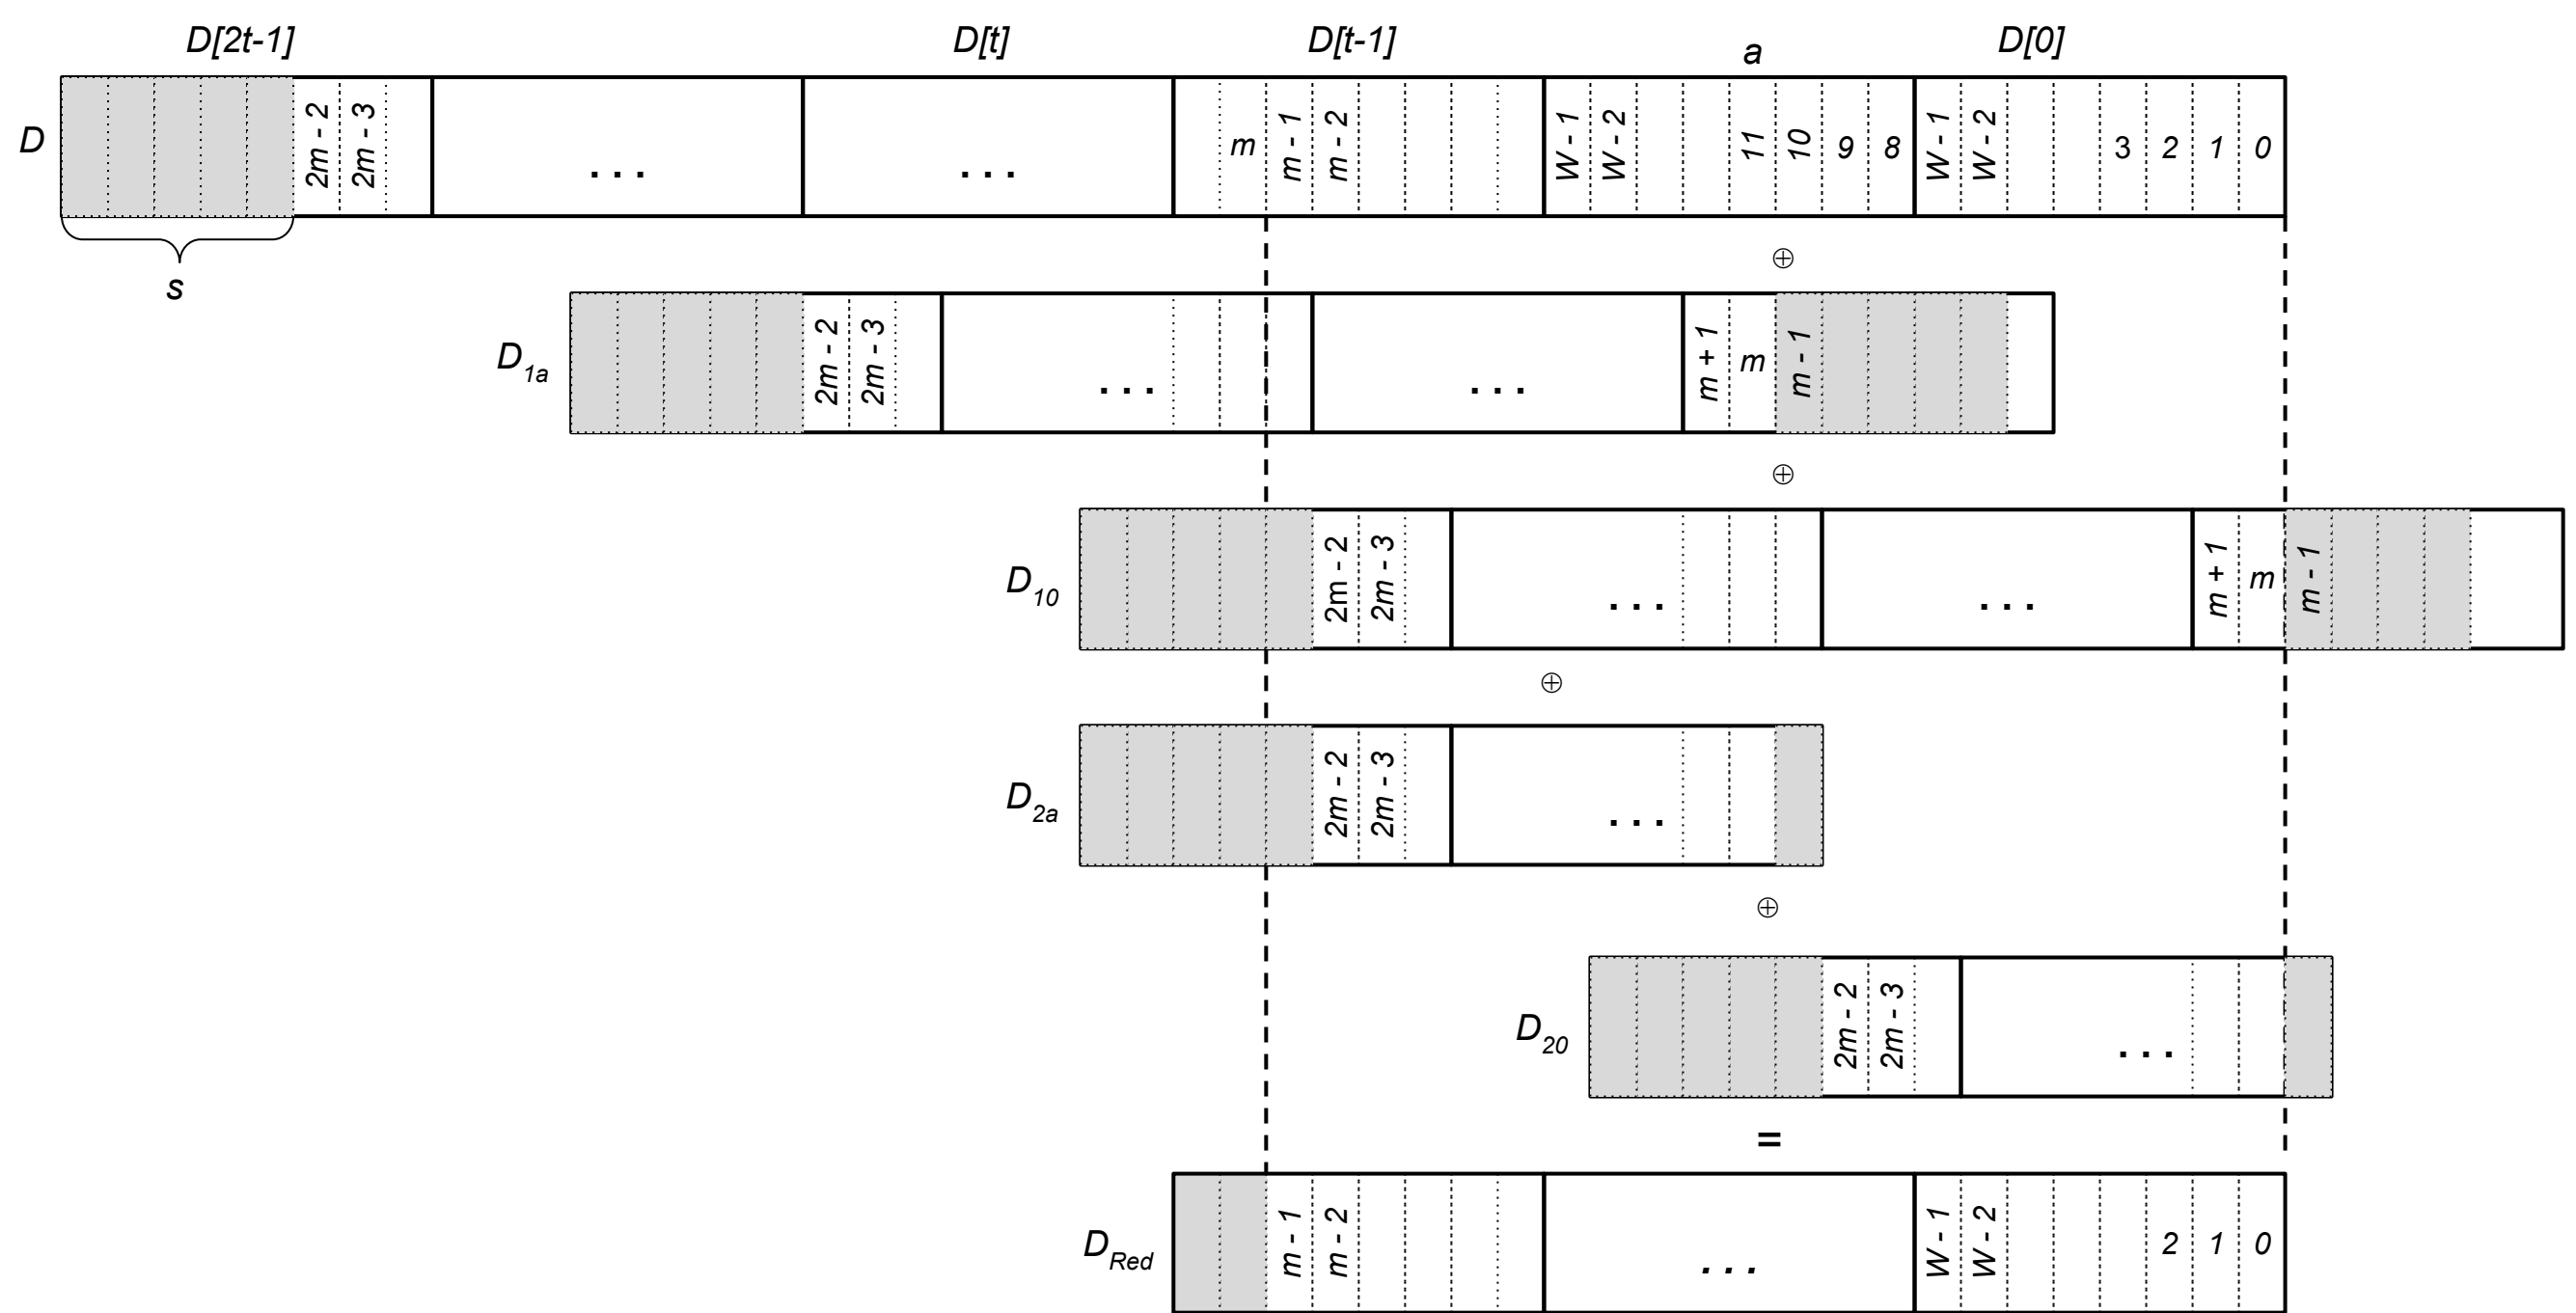 D[2t-1] D[t] D[t-1] a D[0]
D 2m - 2 2m - 3 ... ... m m - 1 m - 2 W - 1 W - 2 11 10 9 8 W - 1 W - 2 3 2 1 0
s ⊕
D1a 2m - 2 2m - 3 ... ... m + 1 m m - 1
⊕
D10 2m - 2 2m - 3 ... ... m + 1 m m - 1
⊕
D2a 2m - 2 2m - 3 ...
⊕
D20 2m - 2 2m - 3 ...
=
DRed m - 1 m - 2 ... W - 1 W - 2 2 1 0